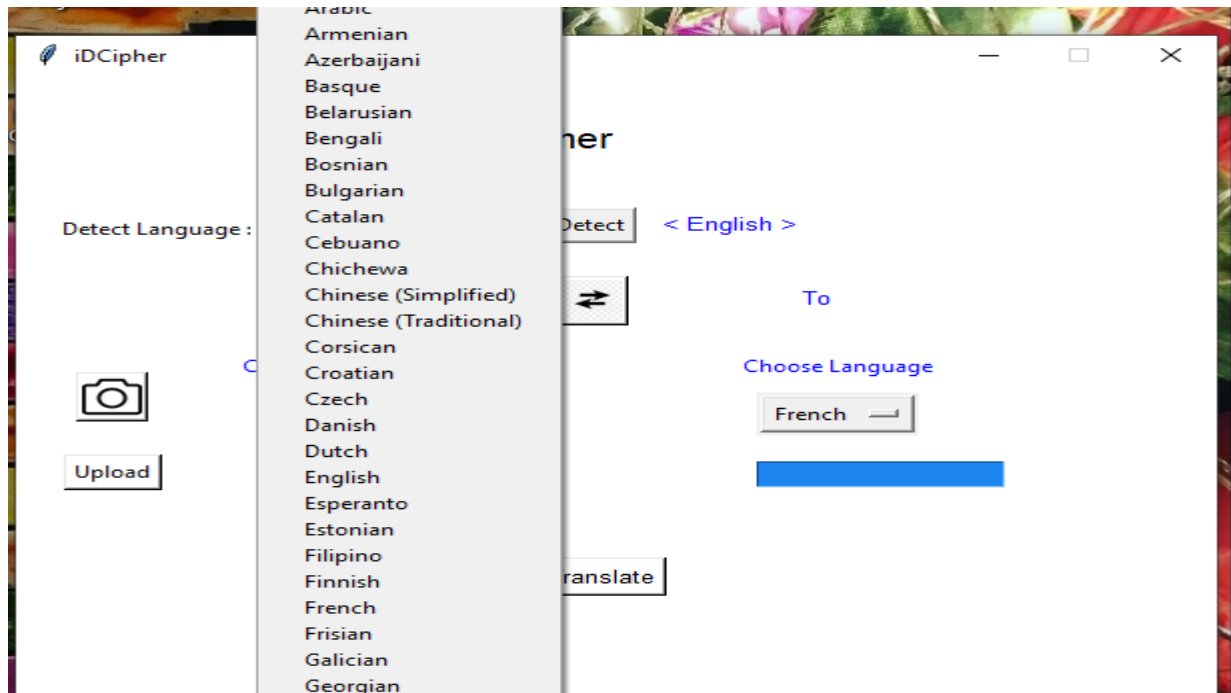 iDCipher
Arabic
Armenian
Azerbaijani
Basque
Belarusian
Bengali
Bosnian
Bulgarian
Catalan
Cebuano
Chichewa
Chinese (Simplified)
Chinese (Traditional)
Corsican
Croatian
Czech
Danish
Dutch
English
Esperanto
Estonian
Filipino
Finnish
French
Frisian
Galician
Georgian
her
Detect Language :
Detect
< English >
To
C
Choose Language
French
Upload
ranslate